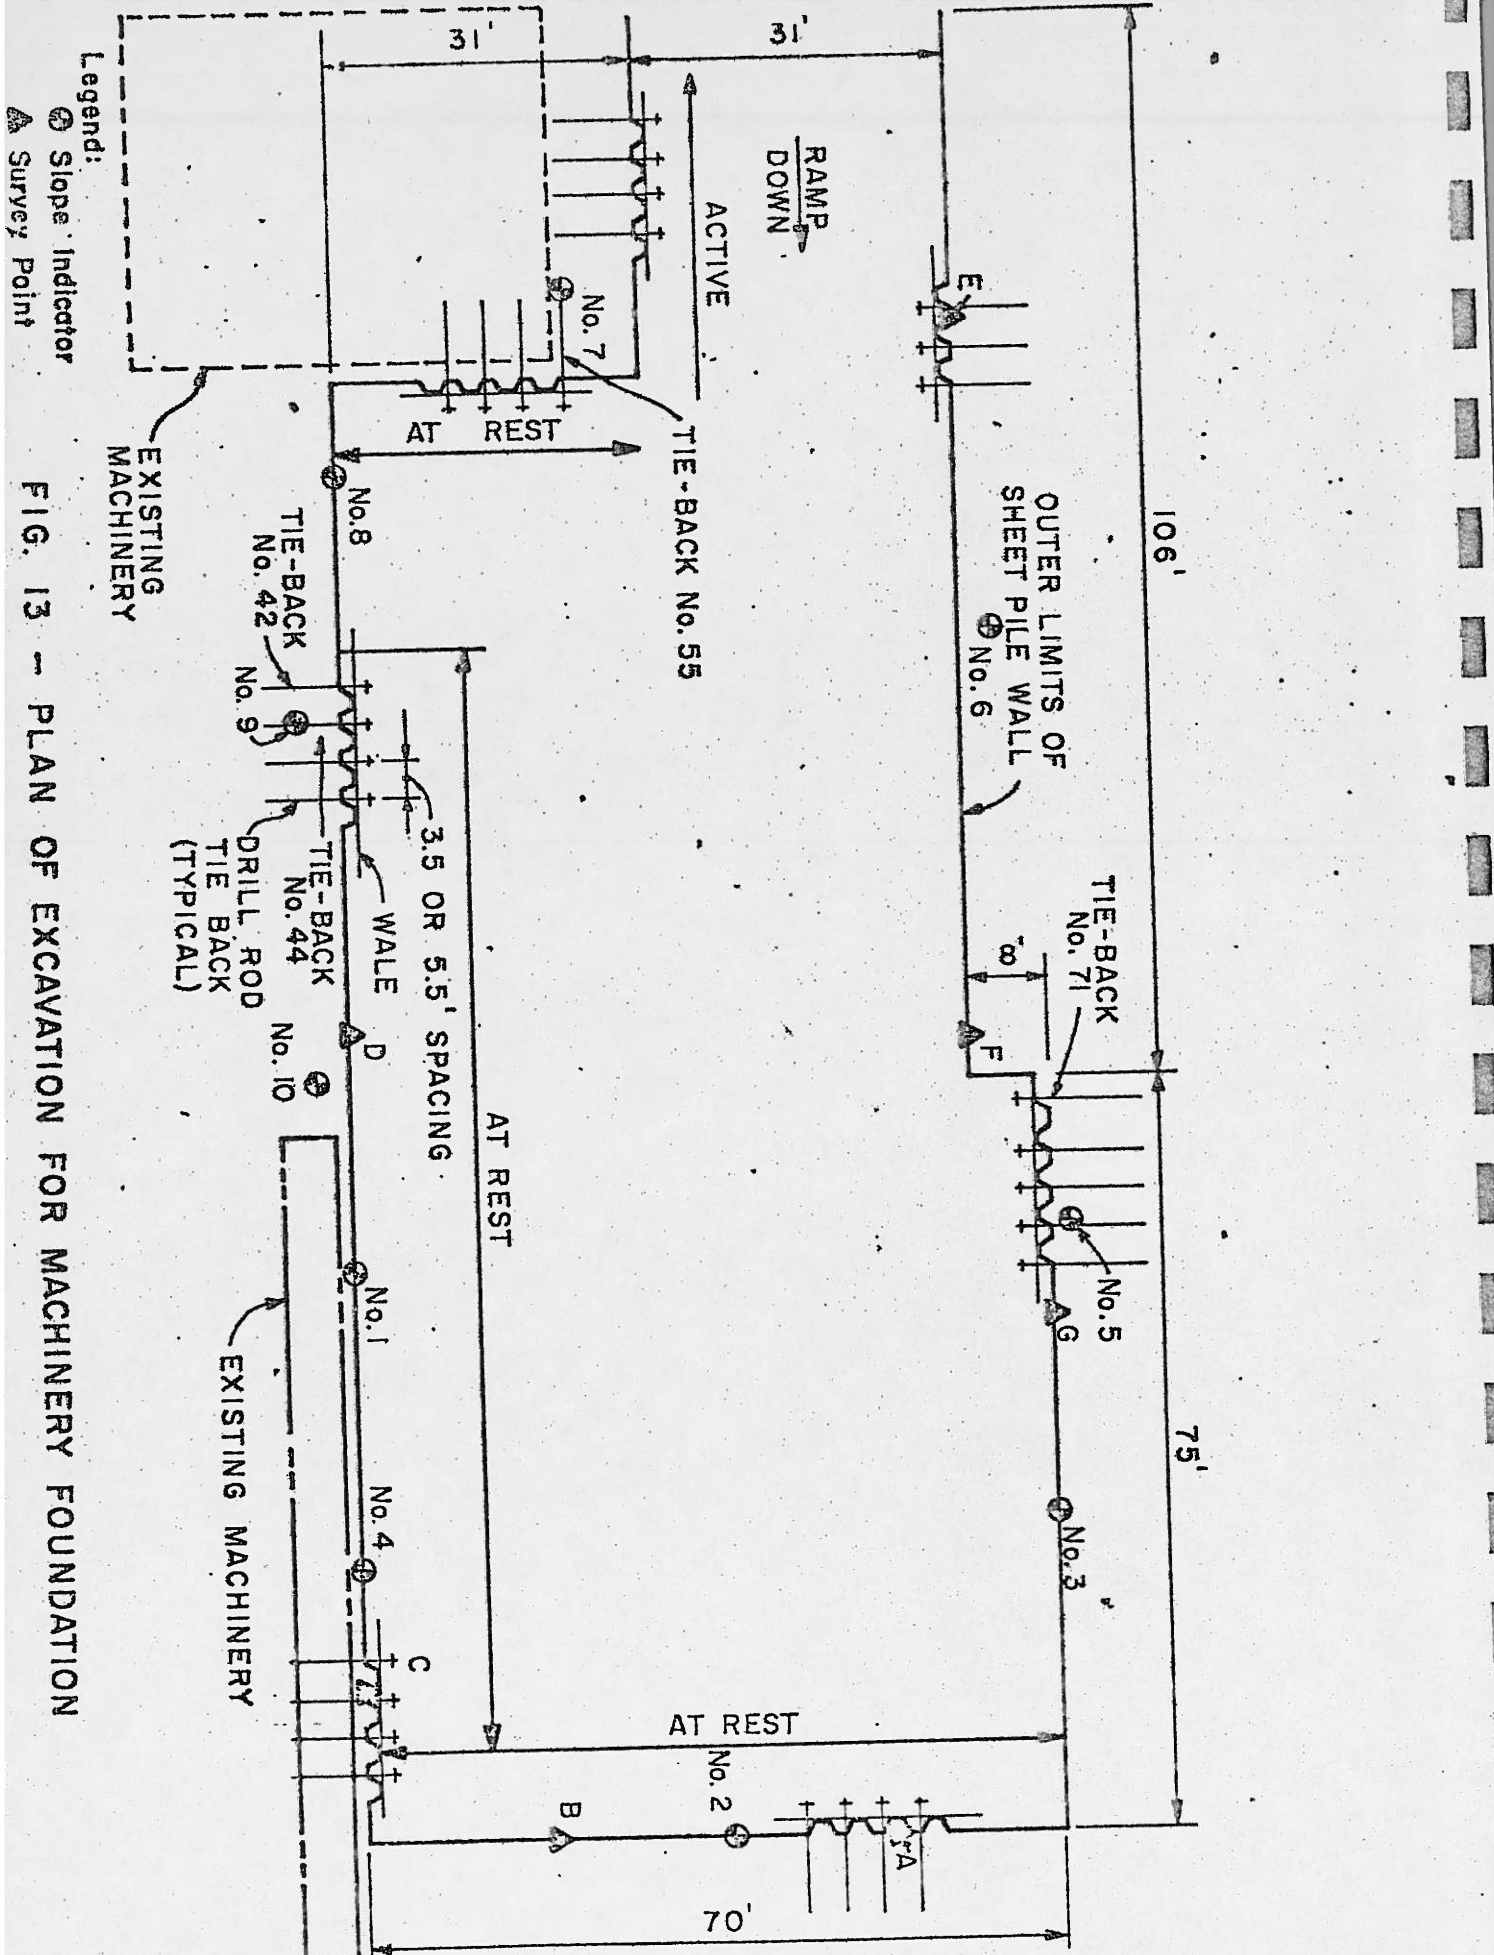 106'
75'
31'
31'
RAMP
DOWN
ACTIVE
E
OUTER LIMITS OF
SHEET PILE WALL
No. 6
TIE-BACK
No. 71
8'
F
No. 5
G
No. 3
No. 7
TIE-BACK No. 55
AT REST
No. 8
AT REST
AT REST
3.5 OR 5.5' SPACING
TIE-BACK
No. 42
No. 9
WALE
TIE-BACK
No. 44
DRILL ROD
TIE BACK
(TYPICAL)
D
No. 10
No. 1
No. 4
C
No. 2
B
A
70'
EXISTING
MACHINERY
EXISTING MACHINERY
Legend:
Slope Indicator
Survey Point
FIG. 13 - PLAN OF EXCAVATION FOR MACHINERY FOUNDATION